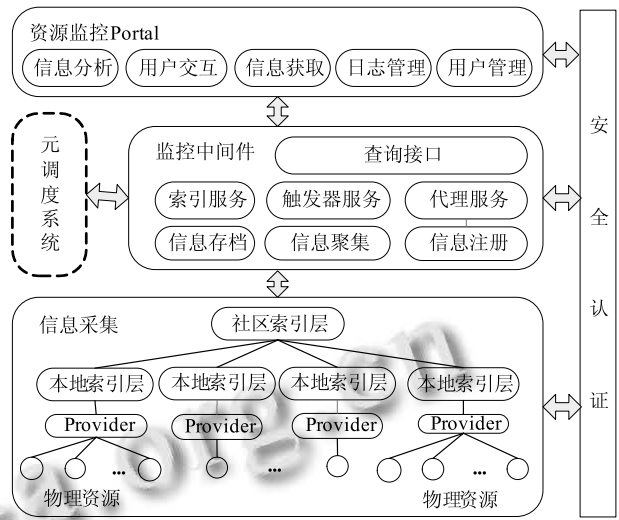 资源监控Portal
信息分析 用户交互 信息获取 日志管理 用户管理
元调度系统
监控中间件 查询接口
索引服务 触发器服务 代理服务
信息存档 信息聚集 信息注册
安全认证
信息采集 社区索引层
本地索引层 本地索引层 本地索引层 本地索引层
Provider Provider Provider Provider
... ... ...
物理资源 物理资源
.org.cn